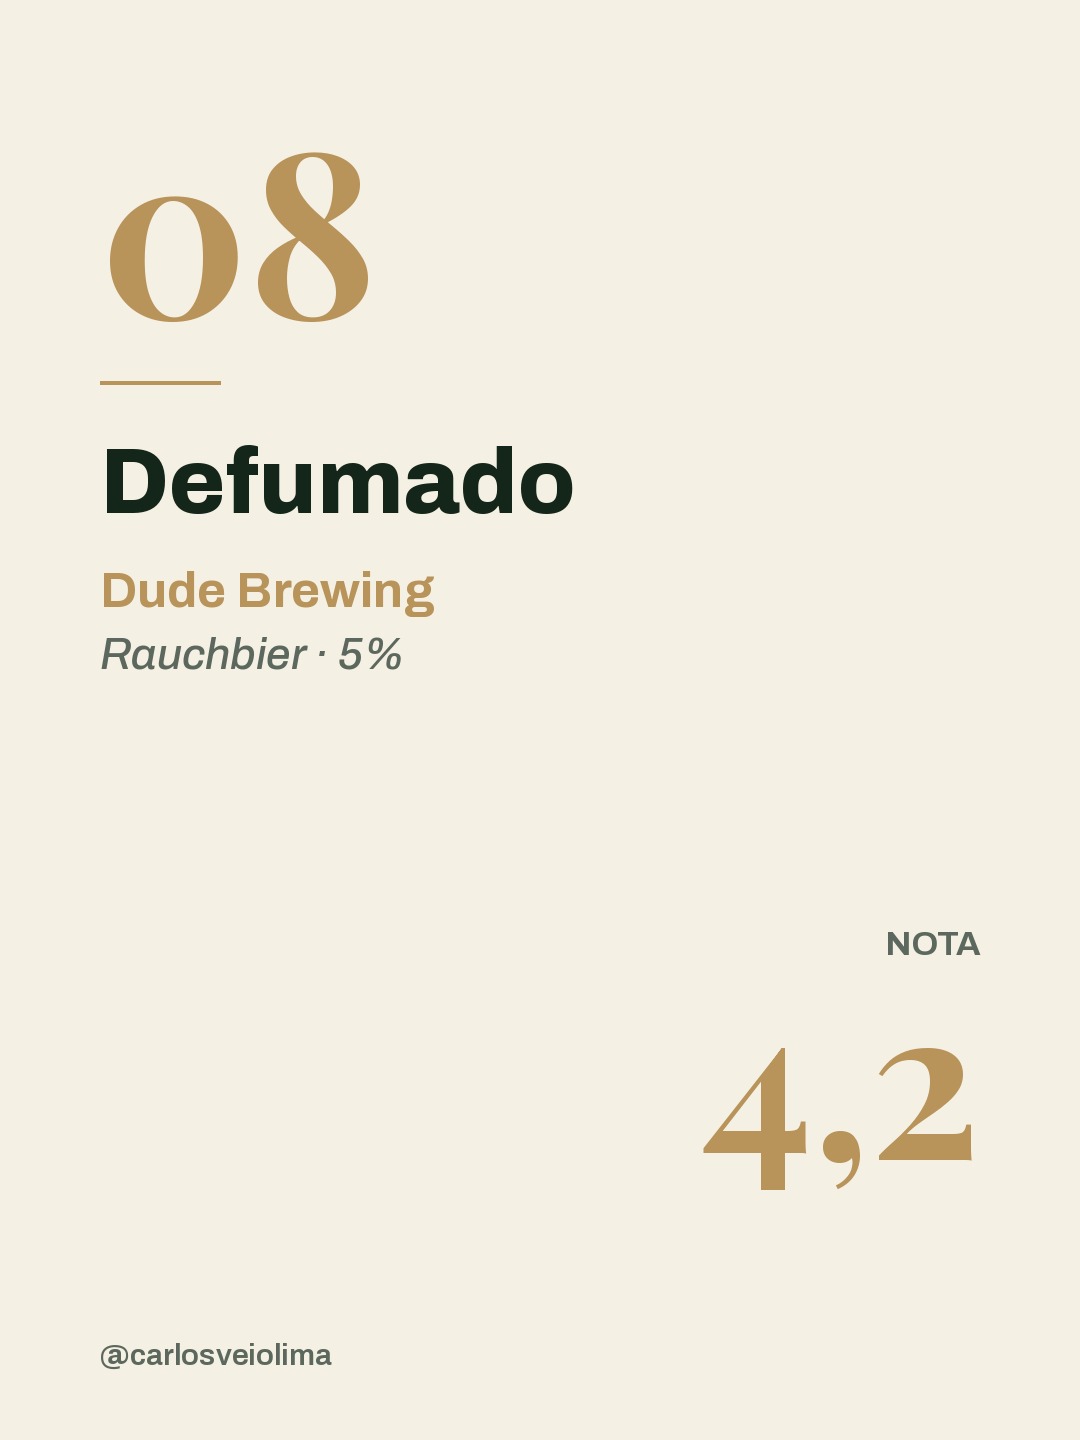 08
Defumado
Dude Brewing
Rauchbier · 5%
NOTA
4,2
@carlosveiolima